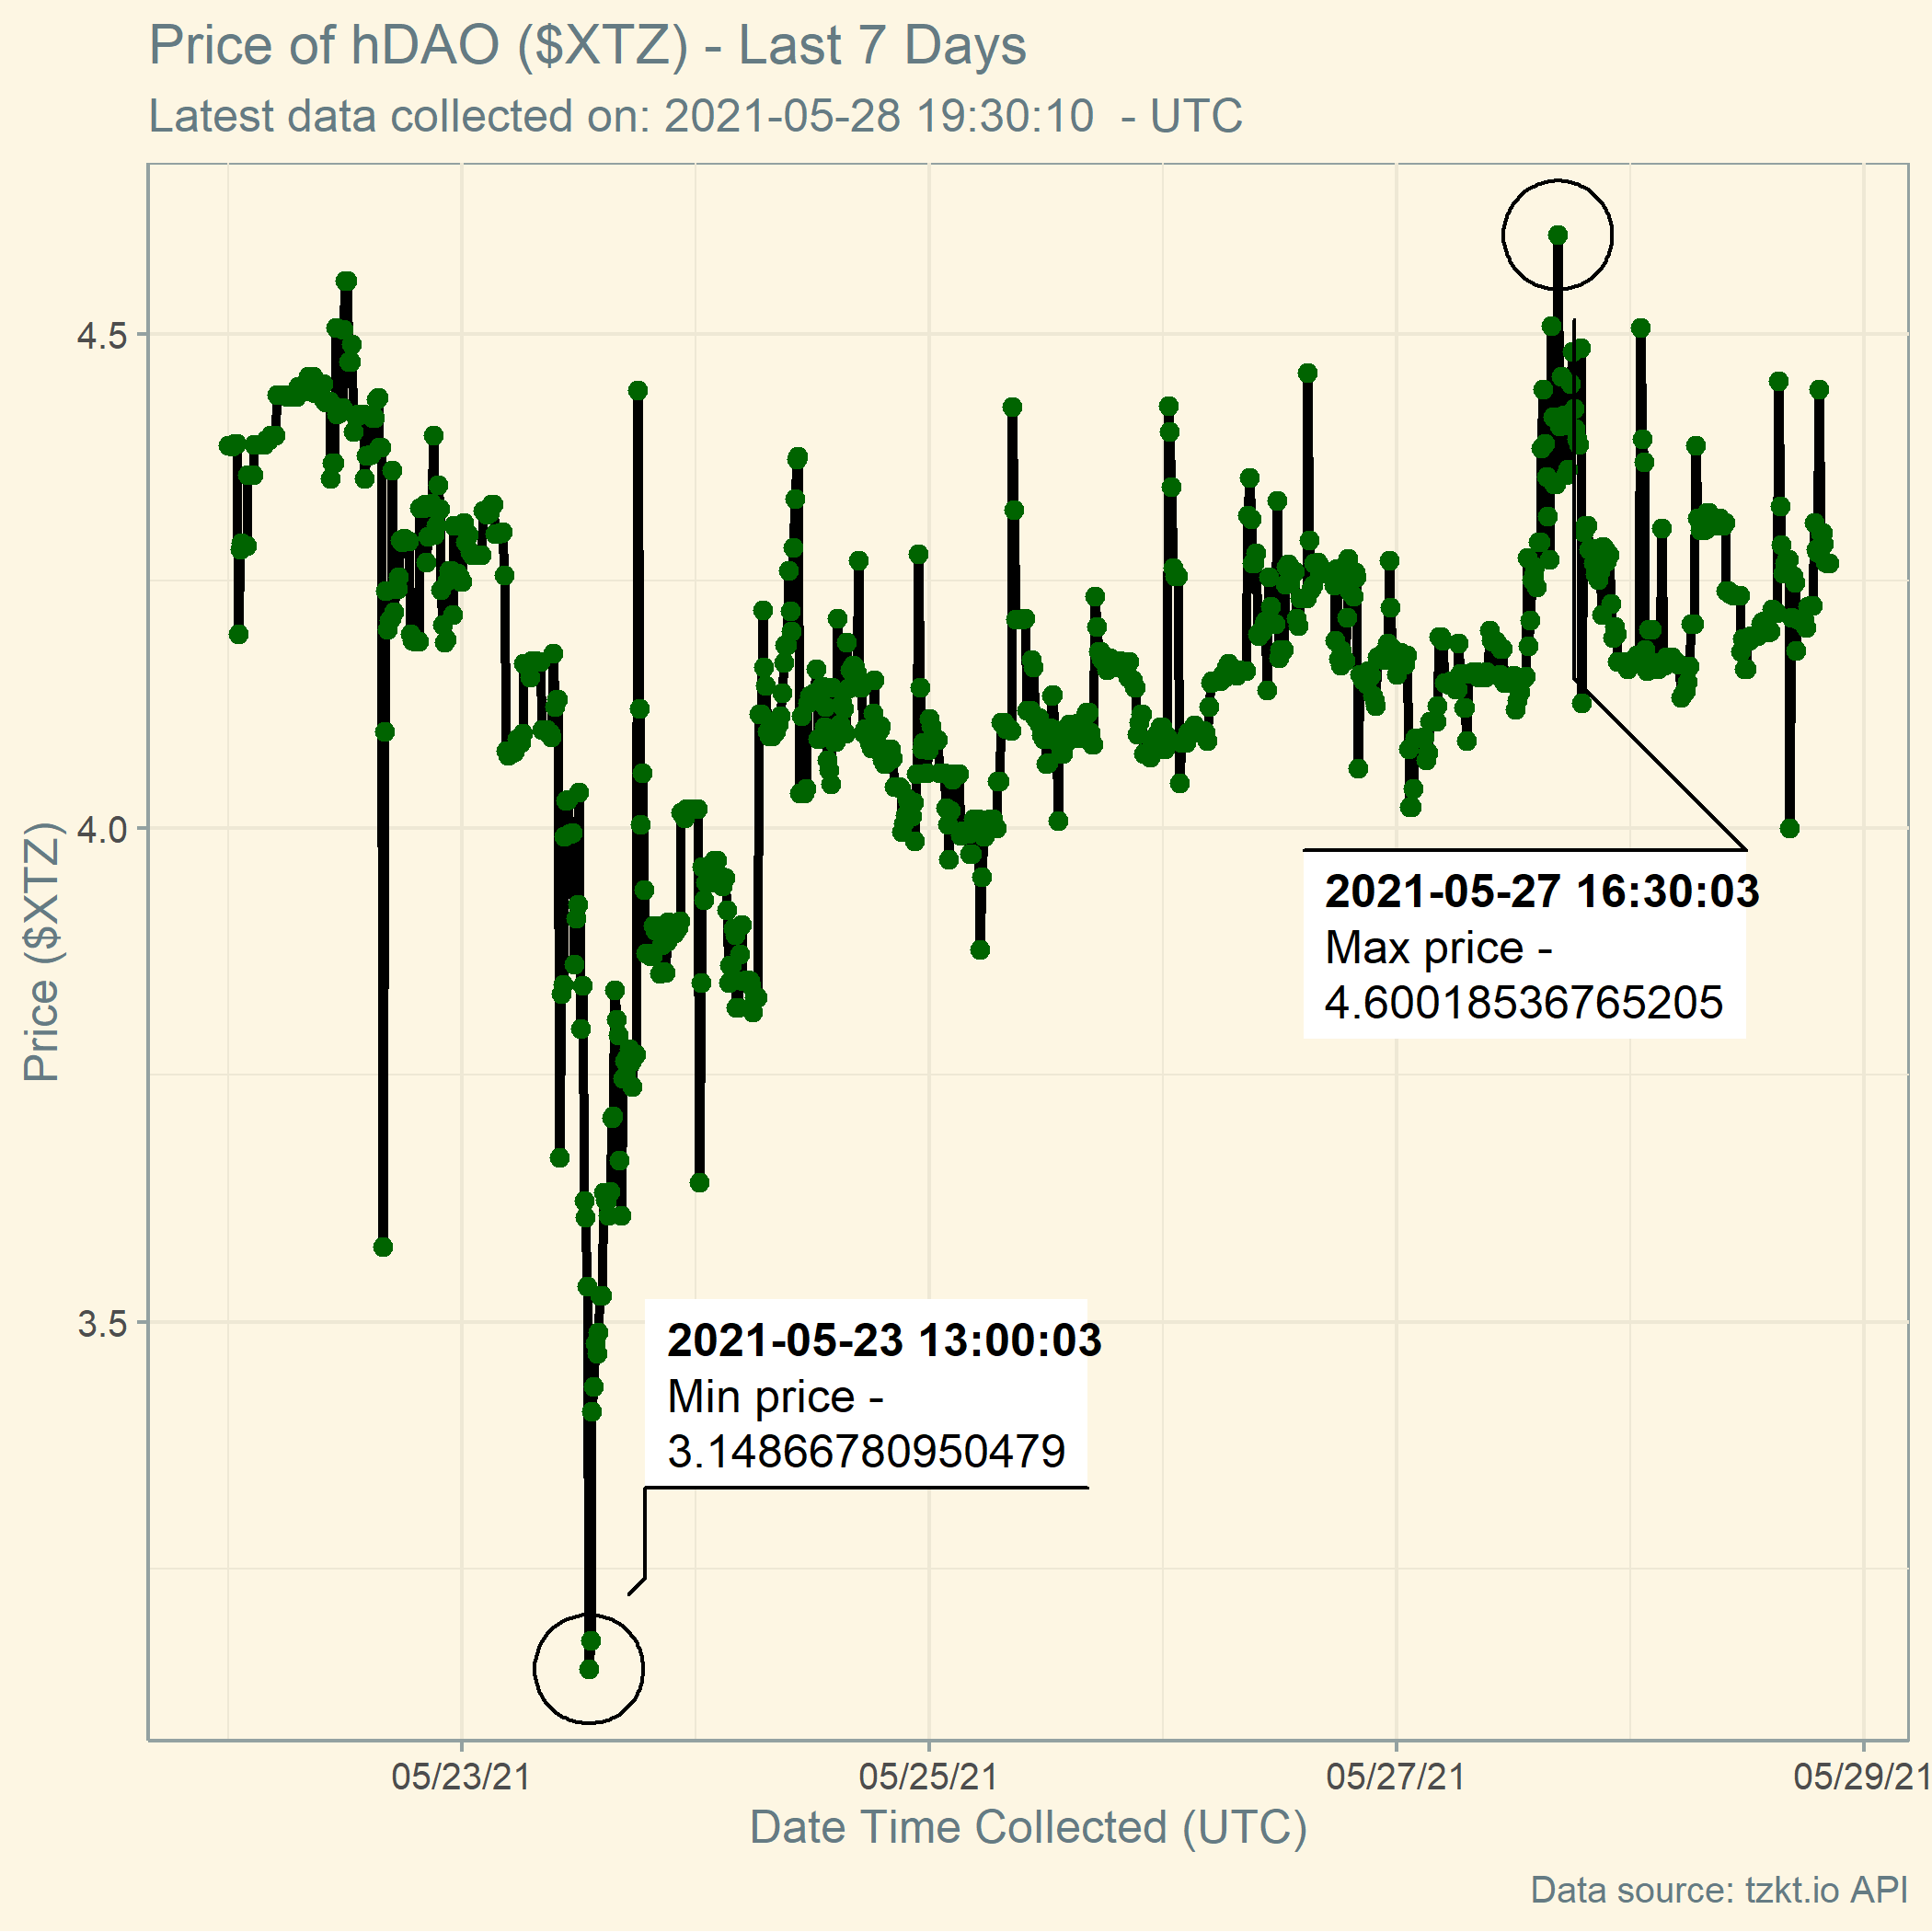 Price of hDAO ($XTZ) - Last 7 Days
Latest data collected on: 2021-05-28 19:30:10  - UTC
4.5
4.0
3.5
Price ($XTZ)
2021-05-27 16:30:03
Max price -
4.60018536765205
2021-05-23 13:00:03
Min price -
3.14866780950479
05/23/21
05/25/21
05/27/21
05/29/21
Date Time Collected (UTC)
Data source: tzkt.io API